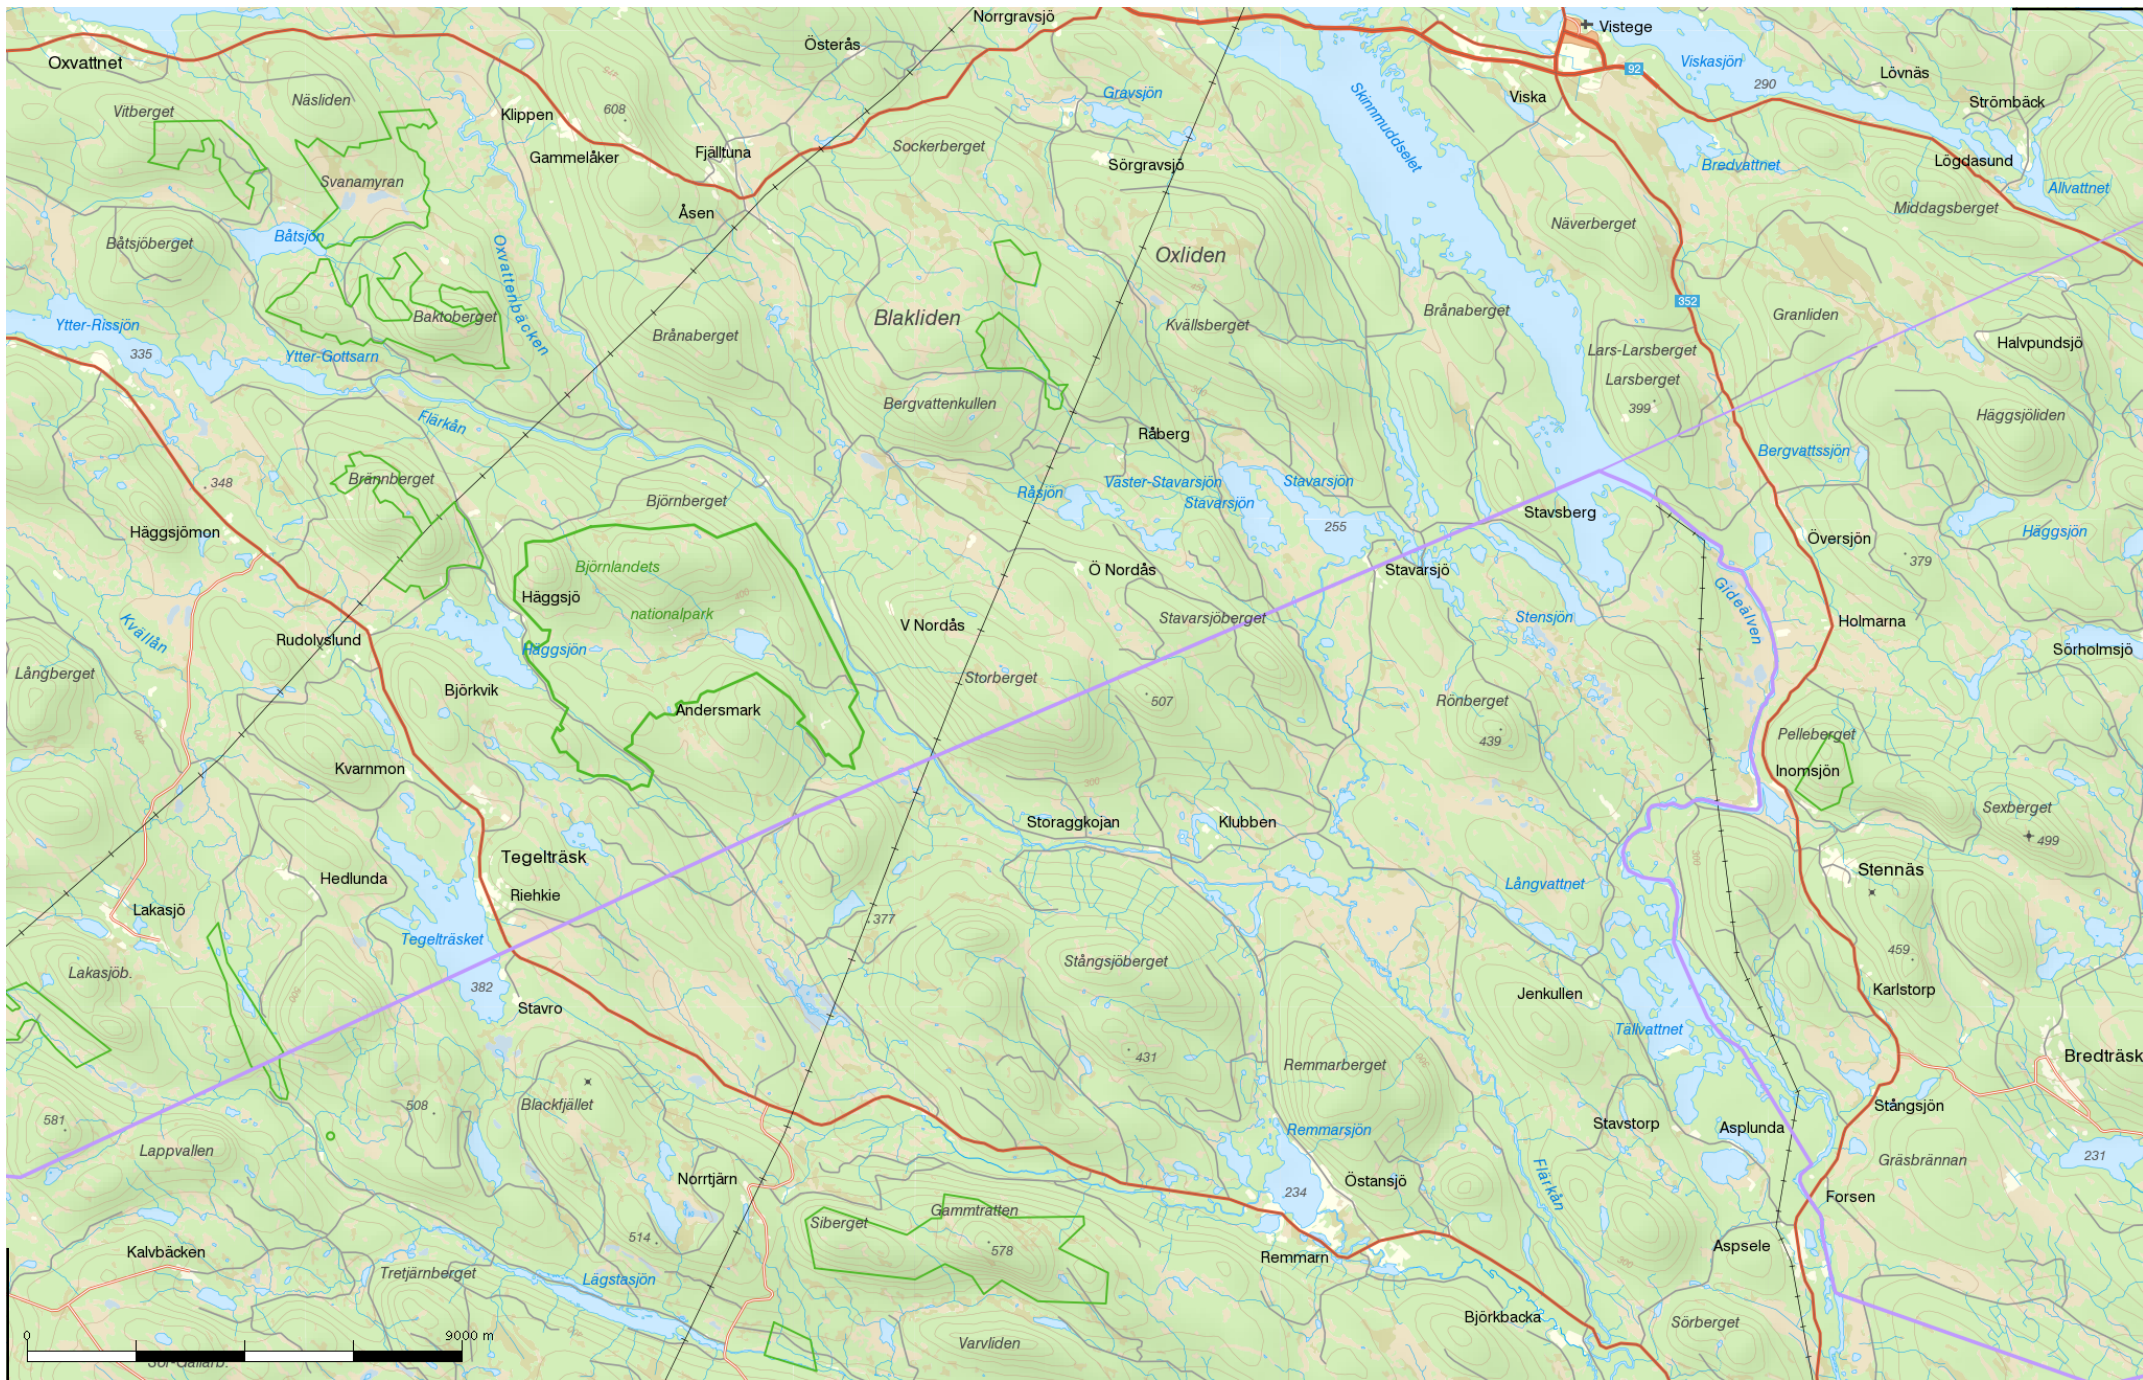 Norrgravsjö
Vistege
Österås
Oxvattnet
Viskasjön
92
Lövnäs
290
Gravsjön
Skinnmuddselet
Viska
Strömbäck
Näsliden
Vitberget
608
Klippen
Gammelåker
Fjälltuna
Sockerberget
Sörgravsjö
Bredvattnet
Lögdasund
Allvattnet
Svanamyran
Middagsberget
Åsen
Näverberget
Båtsjön
Båtsjöberget
Oxvattenbäcken
Oxliden
352
Brånaberget
Granliden
Baktoberget
Blakliden
Kvällsberget
Ytter-Rissjön
335
Ytter-Gottsarn
Brånaberget
Halvpundsjö
Lars-Larsberget
Larsberget
399
Bergvattenkullen
Häggsjöliden
Flärkån
Råberg
Bergvattssjön
Brännberget
348
Björnberget
Råsjön
Väster-Stavarsjön
Stavarsjön
Stavarsjön
Stavsberg
255
Häggsjömon
Översjön
Häggsjön
379
Björnlandets
nationalpark
Ö Nordås
Stavarsjö
Häggsjö
Gideälven
Kvällån
Rudolvslund
V Nordås
Stavarsjöberget
Stensjön
Holmarna
Häggsjön
Sörholmsjö
Långberget
Storberget
Björkvik
Andersmark
507
Rönberget
439
Pelleberget
Kvarnmon
Inomsjön
Sexberget
499
Storaggkojan
Klubben
Tegelträsk
Stennäs
Hedlunda
Riehkie
Långvattnet
Lakasjö
377
Tegelträsket
Stångsjöberget
459
Lakasjöb.
382
Jenkullen
Karlstorp
Stavro
Tallvattnet
431
Remmarberget
Bredträsk
Blackfjället
508
581
Stångsjön
Remmarsjön
Stavstorp
Asplunda
Lappvallen
Gräsbrännan
231
Norrtjärn
Östansjö
234
Flärkån
Forsen
Siberget
Gammtratten
578
514
Kalvbäcken
Remmarn
Aspsele
Tretjärnberget
Lägstasjön
Björkbacka
Sörberget
0
9000 m
Varvliden